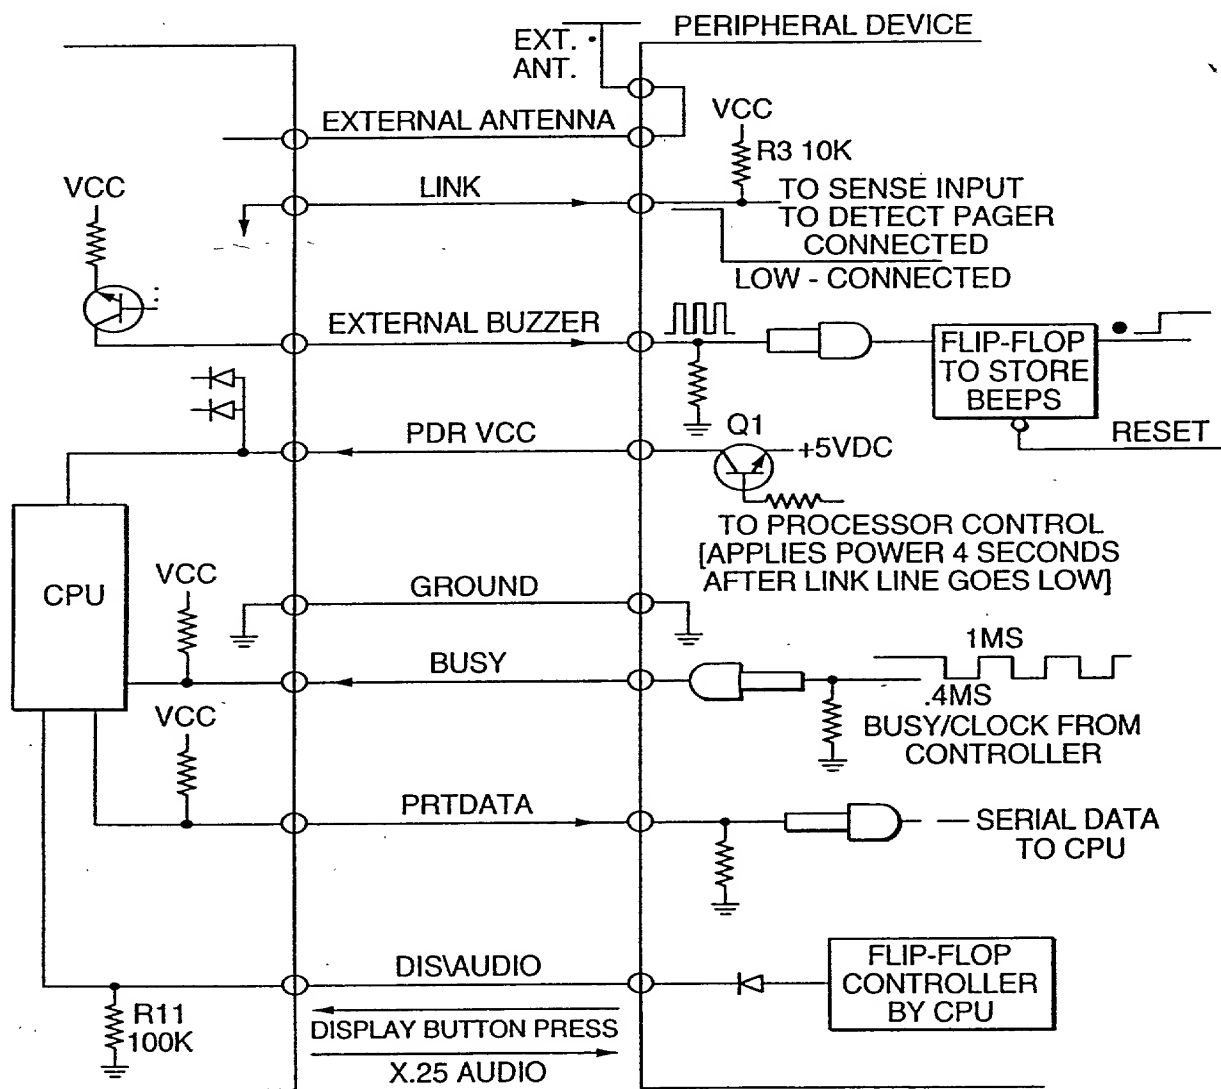 PERIPHERAL DEVICE
EXT.
ANT.
EXTERNAL ANTENNA
VCC
R3 10K
VCC
LINK
TO SENSE INPUT
TO DETECT PAGER
CONNECTED
LOW - CONNECTED
EXTERNAL BUZZER
FLIP-FLOP
TO STORE
BEEPS
RESET
PDR VCC
Q1
+5VDC
TO PROCESSOR CONTROL
[APPLIES POWER 4 SECONDS
AFTER LINK LINE GOES LOW]
CPU
VCC
GROUND
BUSY
1MS
.4MS
BUSY/CLOCK FROM
CONTROLLER
VCC
PRTDATA
SERIAL DATA
TO CPU
DIS\AUDIO
FLIP-FLOP
CONTROLLER
BY CPU
R11
100K
DISPLAY BUTTON PRESS
X.25 AUDIO